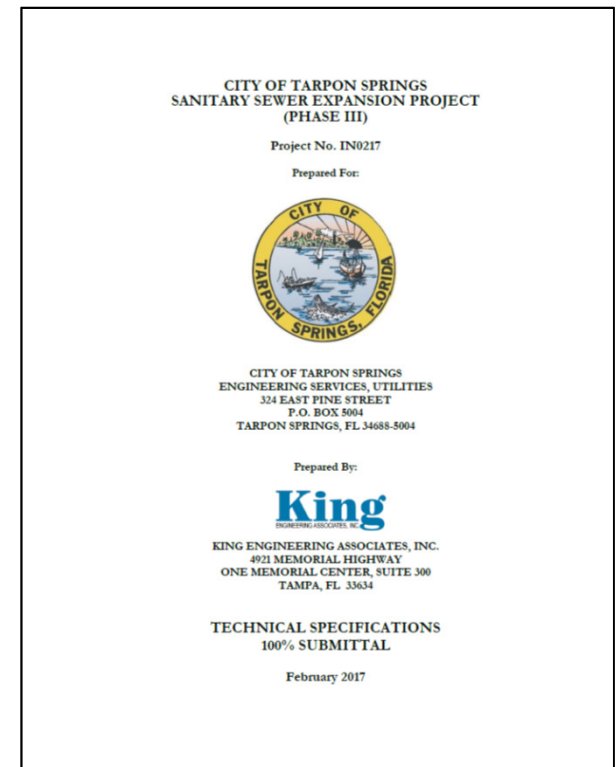 CITY OF TARPON SPRINGS
SANITARY SEWER EXPANSION PROJECT
(PHASE III)
Project No. IN0217
Prepared For:
CITY OF
TARPON SPRINGS, FLORIDA
CITY OF TARPON SPRINGS
ENGINEERING SERVICES, UTILITIES
324 EAST PINE STREET
P.O. BOX 5004
TARPON SPRINGS, FL 34688-5004
Prepared By:
King
ENGINEERING ASSOCIATES, INC.
KING ENGINEERING ASSOCIATES, INC.
4921 MEMORIAL HIGHWAY
ONE MEMORIAL CENTER, SUITE 300
TAMPA, FL 33634
TECHNICAL SPECIFICATIONS
100% SUBMITTAL
February 2017